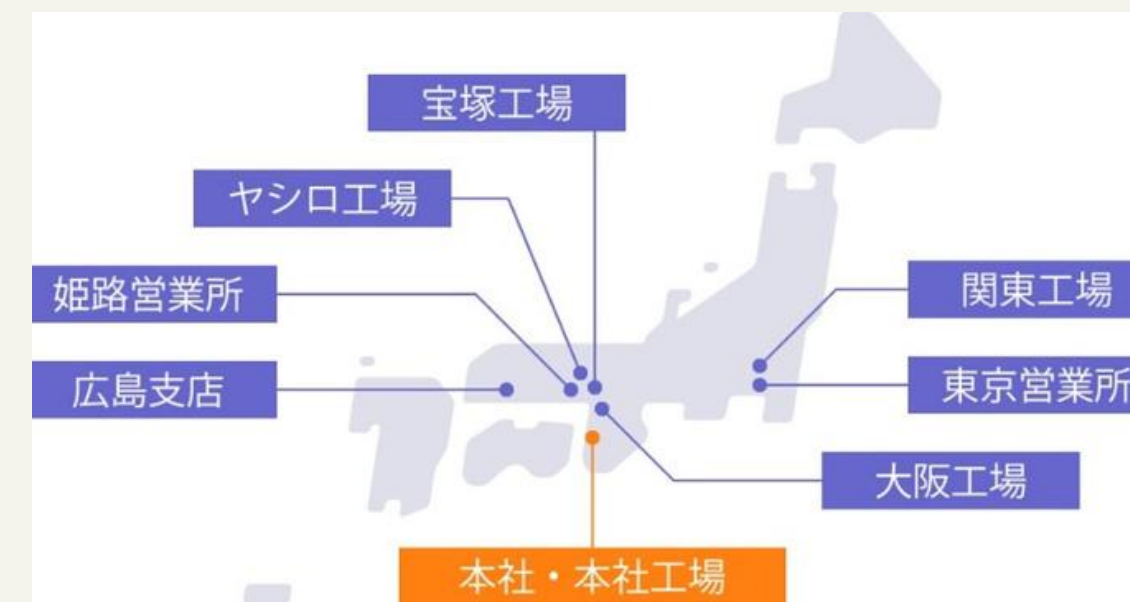 宝塚工場
ヤシロ工場
姫路営業所
関東工場
広島支店
東京営業所
大阪工場
本社・本社工場